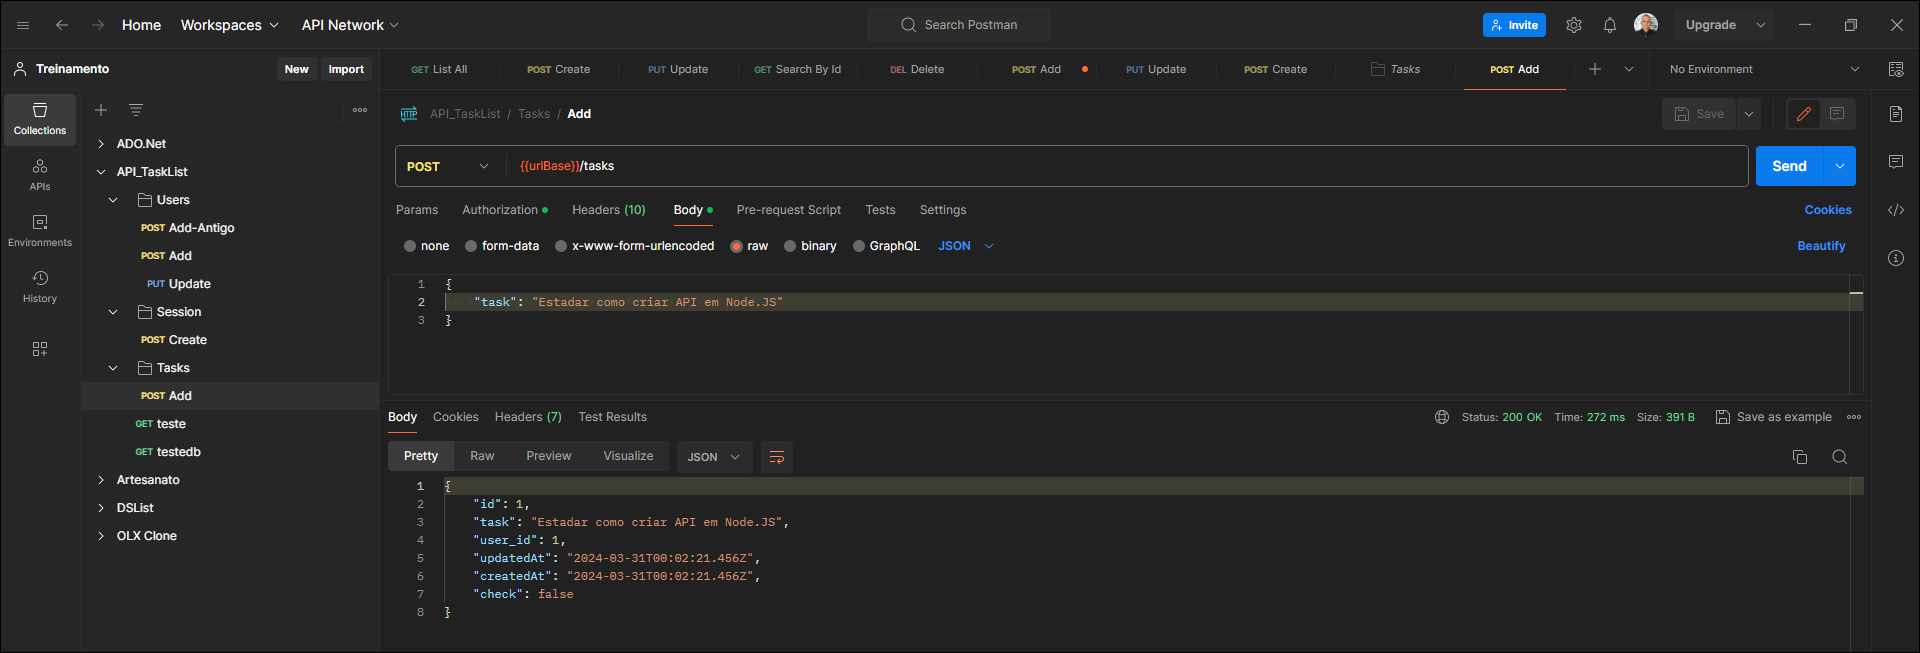 Home Workspaces API Network Search Postman Invite Upgrade
Treinamento New Import GET List All POST Create PUT Update GET Search By Id DEL Delete POST Add PUT Update POST Create Tasks POST Add No Environment
API_TaskList / Tasks / Add Save
Collections
ADO.Net
API_TaskList
POST {{urlBase}}/tasks Send
APIs
Users
Params Authorization Headers (10) Body Pre-request Script Tests Settings Cookies
POST Add-Antigo
Environments
none form-data x-www-form-urlencoded raw binary GraphQL JSON Beautify
POST Add
PUT Update
1 {
History
2 "task": "Estadar como criar API em Node.JS"
Session
3 }
POST Create
Tasks
POST Add
Body Cookies Headers (7) Test Results Status: 200 OK Time: 272 ms Size: 391 B Save as example
GET teste
GET testedb
Pretty Raw Preview Visualize JSON
Artesanato
1 {
2 "id": 1,
DSList
3 "task": "Estadar como criar API em Node.JS",
OLX Clone
4 "user_id": 1,
5 "updatedAt": "2024-03-31T00:02:21.456Z",
6 "createdAt": "2024-03-31T00:02:21.456Z",
7 "check": false
8 }